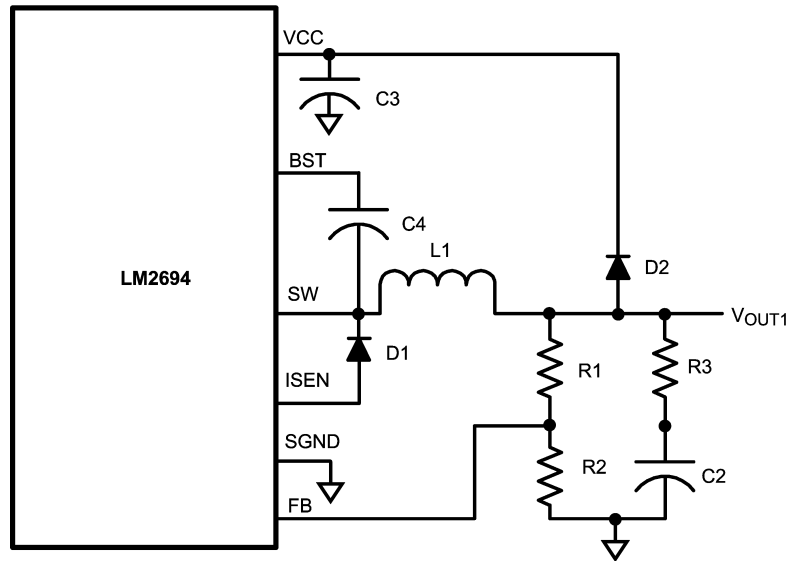 VCC
C3
BST
C4
L1
LM2694
SW
D2
VOUT1
D1
R1
R3
ISEN
SGND
R2
C2
FB